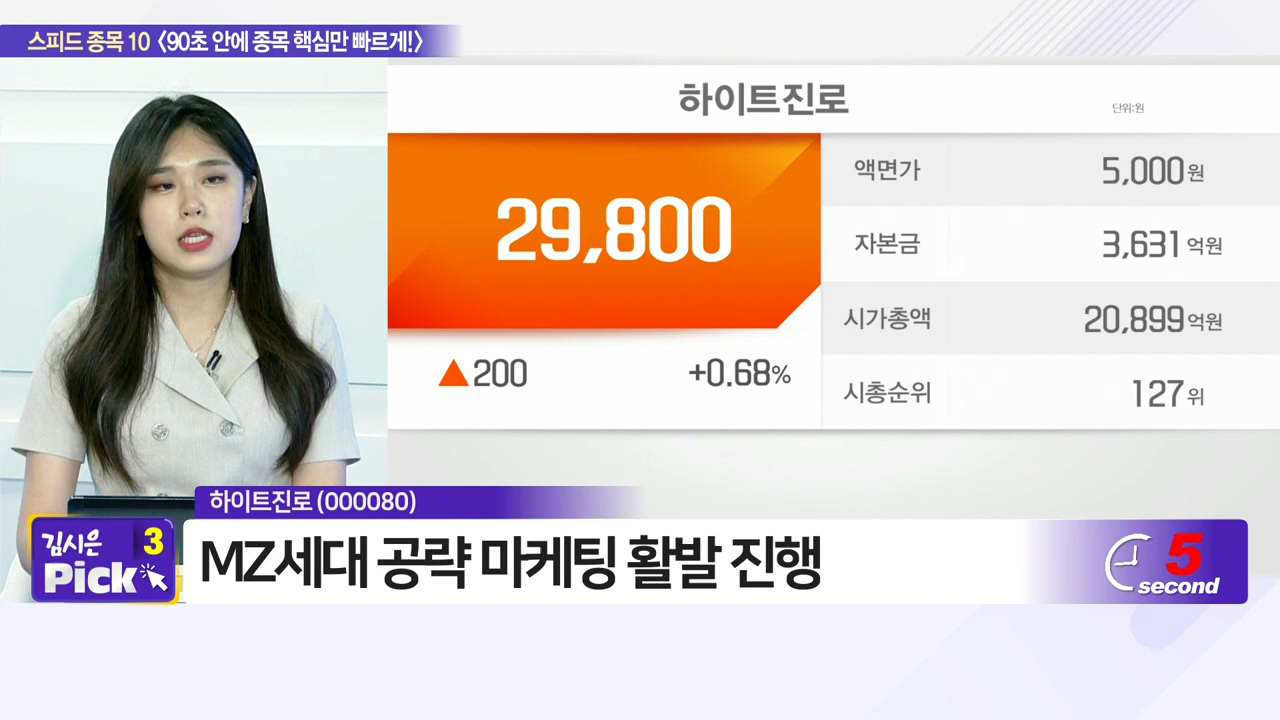 스피드 종목 10 〈90초 안에 종목 핵심만 빠르게!〉
하이트진로
단위:원
29,800
▲200 +0.68%
액면가 5,000원
자본금 3,631억원
시가총액 20,899억원
시총순위 127위
하이트진로 (000080)
김시은 3
Pick
MZ세대 공략 마케팅 활발 진행
5
second